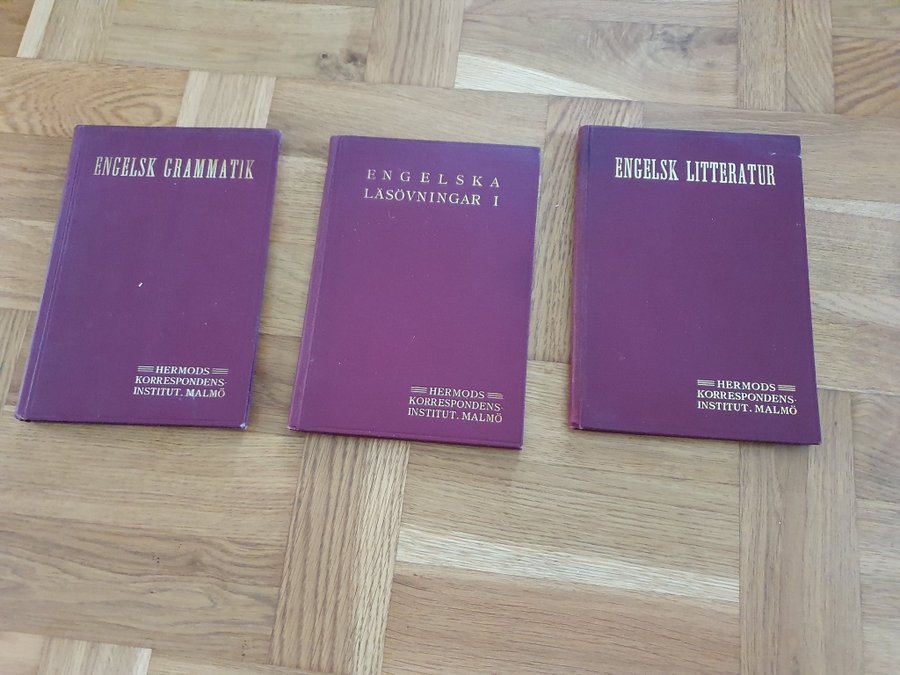 ENGELSK GRAMMATIK
HERMODS
KORRESPONDENS-
INSTITUT. MALMÖ
ENGELSKA
LÄSÖVNINGAR I
HERMODS
KORRESPONDENS-
INSTITUT. MALMÖ
ENGELSK LITTERATUR
HERMODS
KORRESPONDENS-
INSTITUT. MALMÖ